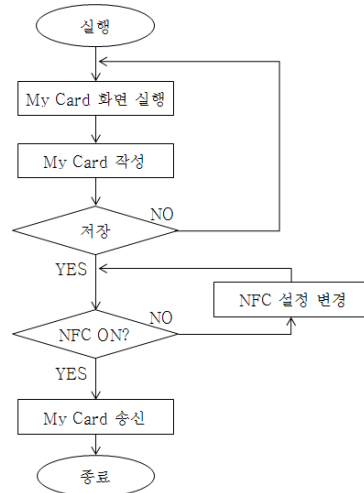 실행
My Card 화면 실행
My Card 작성
저장
NO
YES
NFC 설정 변경
NFC ON?
NO
YES
My Card 송신
종료